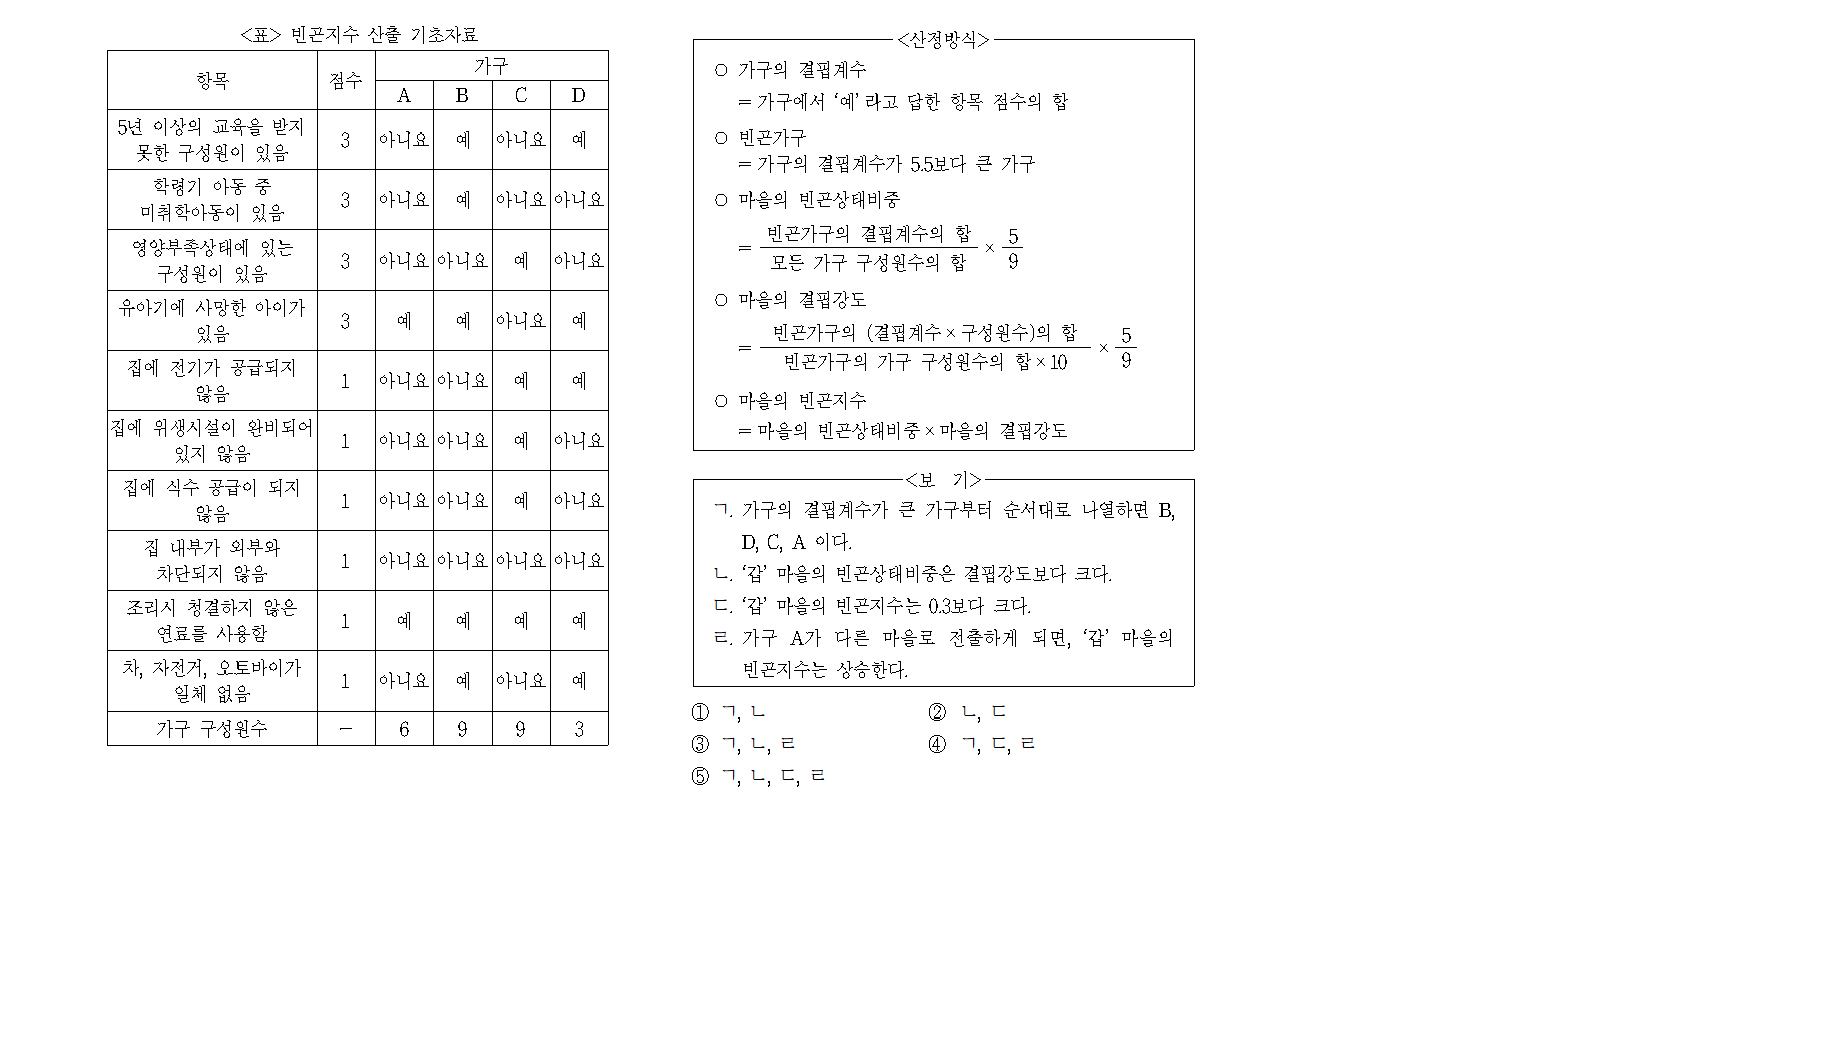 <표> 빈곤지수 산출 기초자료
항목 점수 가구
A B C D
5년 이상의 교육을 받지
못한 구성원이 있음 3 아니요 예 아니요 예
학령기 아동 중
미취학아동이 있음 3 아니요 예 아니요 아니요
영양부족상태에 있는
구성원이 있음 3 아니요 아니요 예 아니요
유아기에 사망한 아이가
있음 3 예 예 아니요 예
집에 전기가 공급되지
않음 1 아니요 아니요 예 예
집에 위생시설이 완비되어
있지 않음 1 아니요 아니요 예 아니요
집에 식수 공급이 되지
않음 1 아니요 아니요 예 아니요
집 내부가 외부와
차단되지 않음 1 아니요 아니요 아니요 아니요
조리시 청결하지 않은
연료를 사용함 1 예 예 예 예
차, 자전거, 오토바이가
일체 없음 1 아니요 예 아니요 예
가구 구성원수 － 6 9 9 3
<산정방식>
○ 가구의 결핍계수
＝가구에서 ‘예’라고 답한 항목 점수의 합
○ 빈곤가구
＝가구의 결핍계수가 5.5보다 큰 가구
○ 마을의 빈곤상태비중
＝ 빈곤가구의 결핍계수의 합 × 5
모든 가구 구성원수의 합 9
○ 마을의 결핍강도
＝ 빈곤가구의 (결핍계수×구성원수)의 합 × 5
빈곤가구의 가구 구성원수의 합×10 9
○ 마을의 빈곤지수
＝마을의 빈곤상태비중×마을의 결핍강도
<보 기>
ㄱ. 가구의 결핍계수가 큰 가구부터 순서대로 나열하면 B,
D, C, A 이다.
ㄴ. ‘갑’ 마을의 빈곤상태비중은 결핍강도보다 크다.
ㄷ. ‘갑’ 마을의 빈곤지수는 0.3보다 크다.
ㄹ. 가구 A가 다른 마을로 전출하게 되면, ‘갑’ 마을의
빈곤지수는 상승한다.
① ㄱ, ㄴ ② ㄴ, ㄷ
③ ㄱ, ㄴ, ㄹ ④ ㄱ, ㄷ, ㄹ
⑤ ㄱ, ㄴ, ㄷ, ㄹ